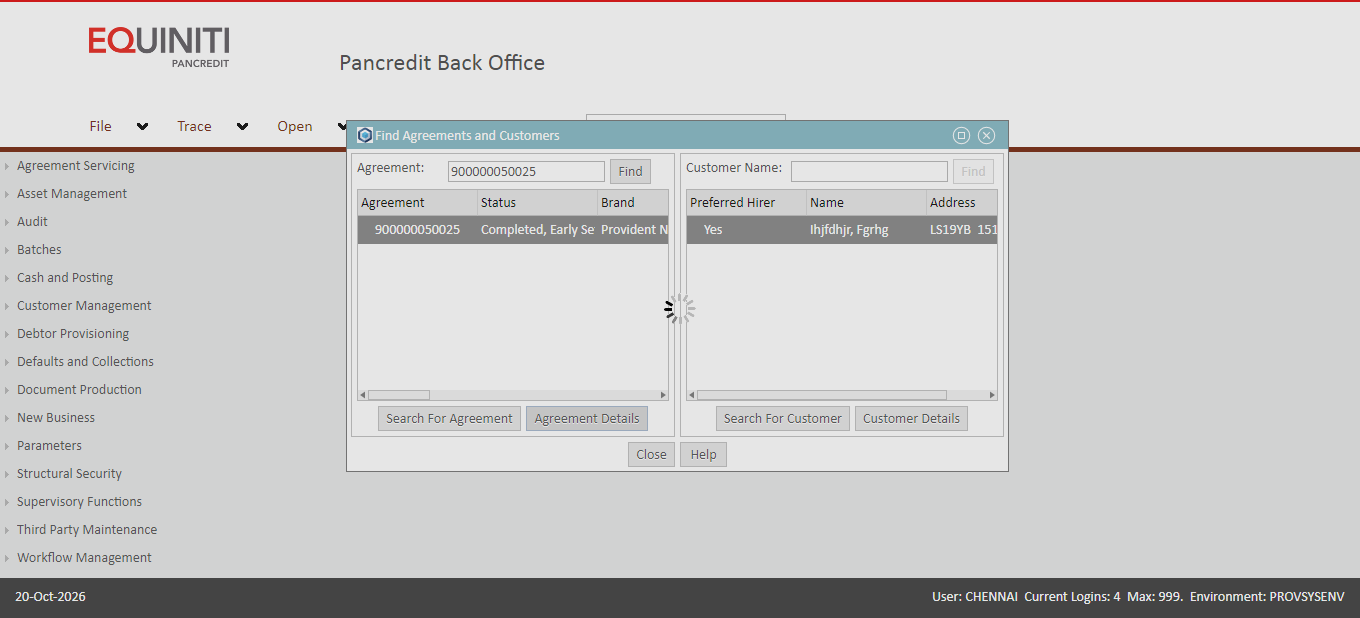 EQUINITI
PANCREDIT
Pancredit Back Office
File Trace Open
Find Agreements and Customers
Agreement: 900000050025 Find
Customer Name: Find
Agreement Status Brand
900000050025 Completed, Early Se Provident N
Preferred Hirer Name Address
Yes Ihjfdhjr, Fgrhg LS19YB 151
Search For Agreement Agreement Details
Search For Customer Customer Details
Close Help
Agreement Servicing
Asset Management
Audit
Batches
Cash and Posting
Customer Management
Debtor Provisioning
Defaults and Collections
Document Production
New Business
Parameters
Structural Security
Supervisory Functions
Third Party Maintenance
Workflow Management
20-Oct-2026
User: CHENNAI Current Logins: 4 Max: 999. Environment: PROVSYSENV